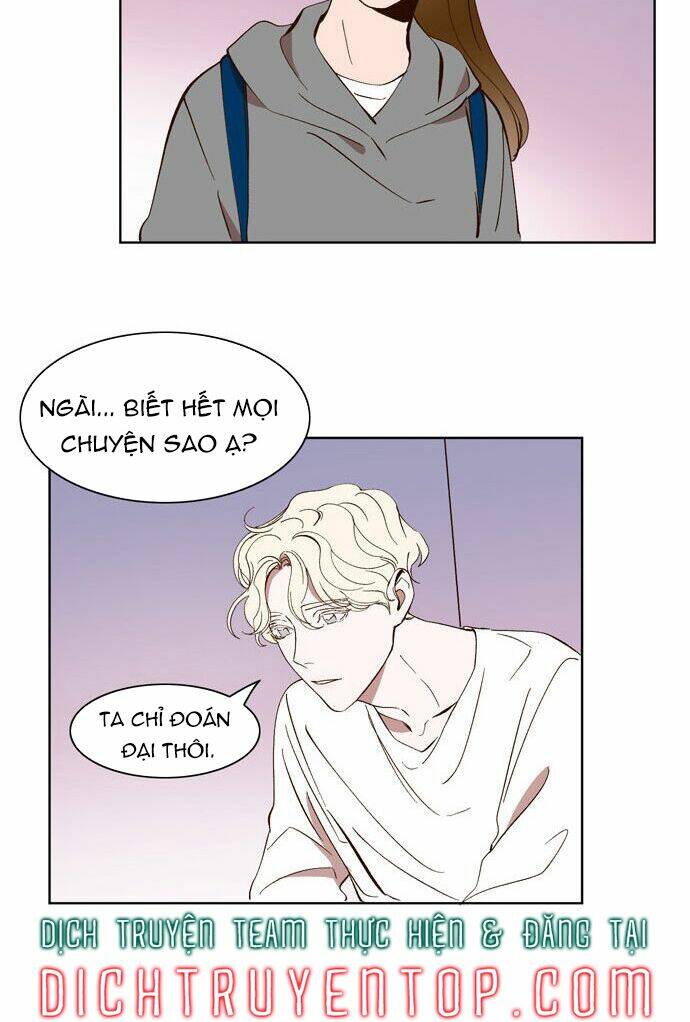 NGÀI... BIẾT HẾT MỌI
CHUYỆN SAO Ạ?
TA CHỈ ĐOÁN
ĐẠI THÔI.
DỊCH TRUYỆN TEAM THỰC HIỆN & ĐĂNG TẠI
DICHTRUYENTOP.COM